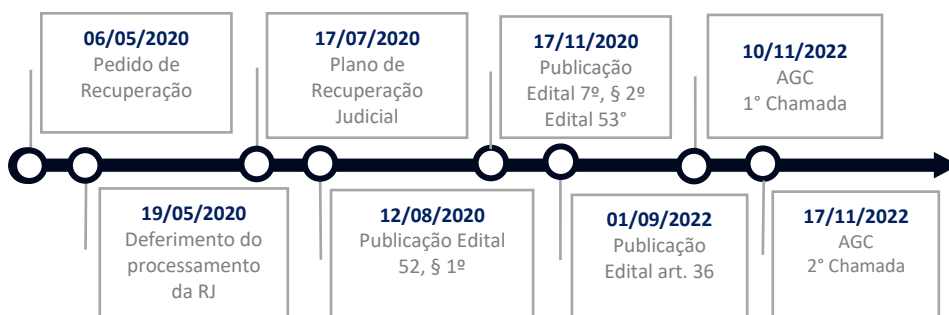 06/05/2020
Pedido de
Recuperação
19/05/2020
Deferimento do
processamento
da RJ
17/07/2020
Plano de
Recuperação
Judicial
12/08/2020
Publicação Edital
52, § 1º
17/11/2020
Publicação
Edital 7º, § 2º
Edital 53°
01/09/2022
Publicação
Edital art. 36
10/11/2022
AGC
1° Chamada
17/11/2022
AGC
2° Chamada